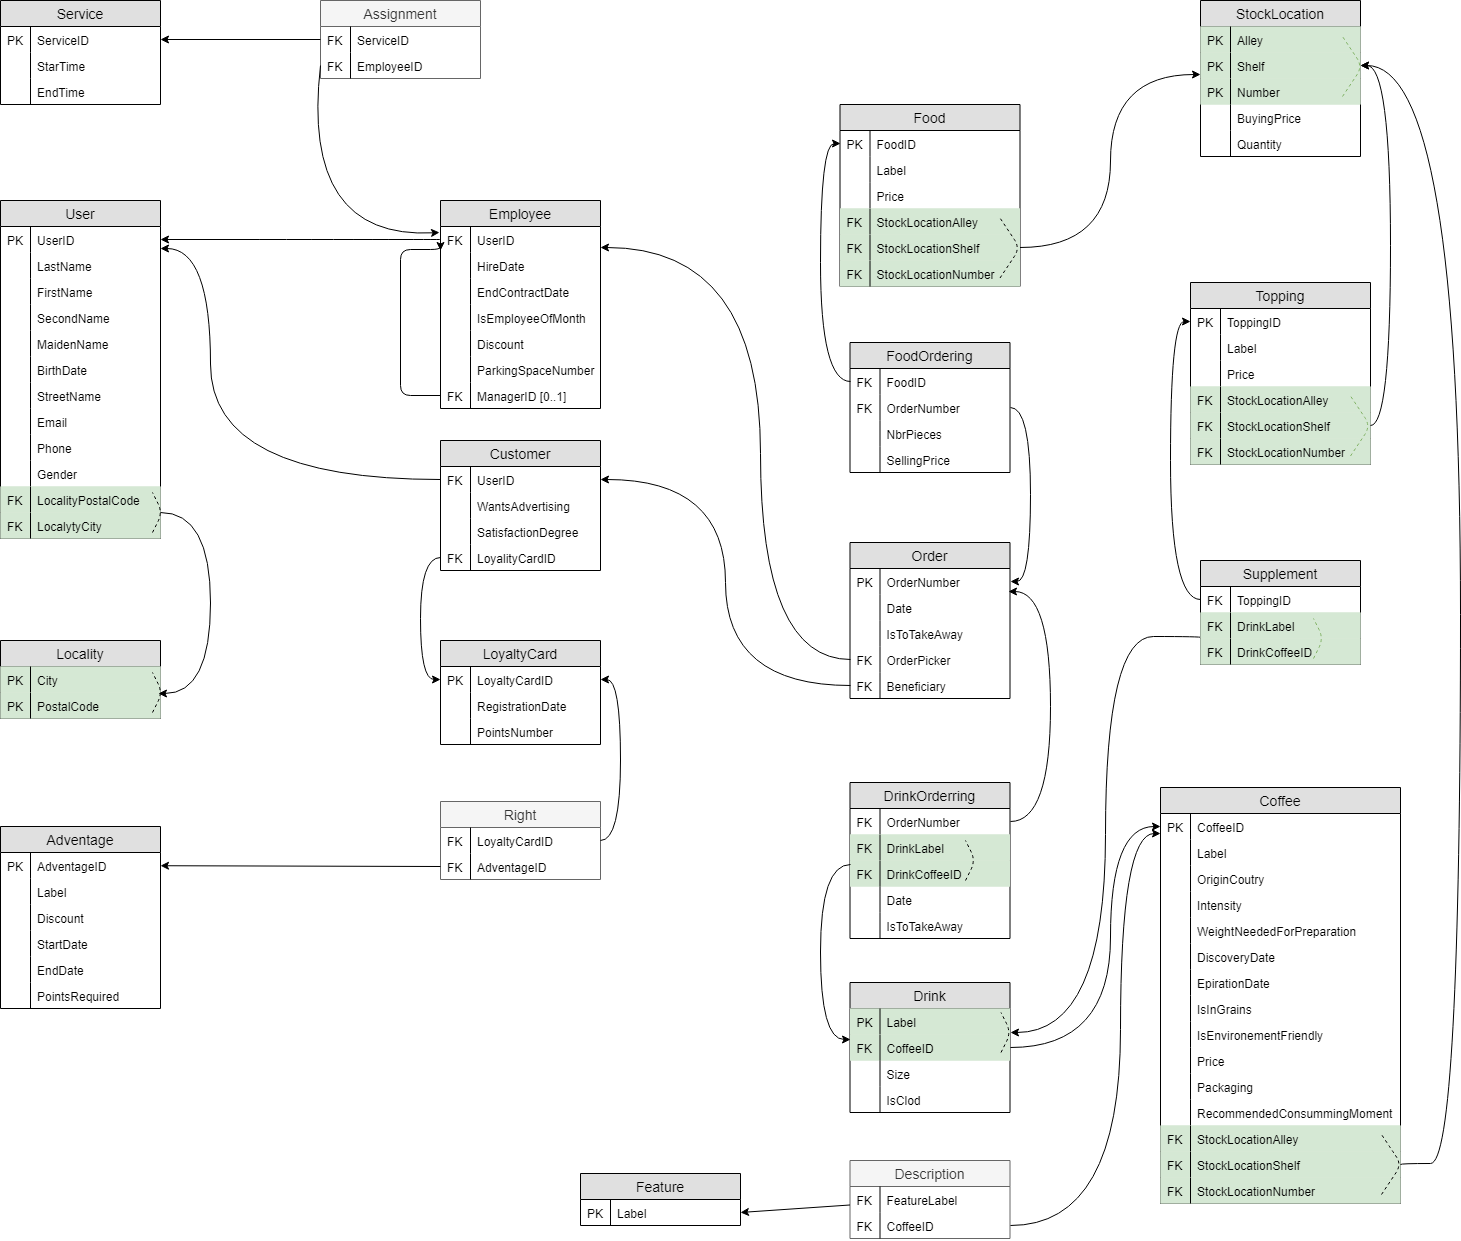 Service
PK ServiceID
StarTime
EndTime
Assignment
FK ServiceID
FK EmployeeID
StockLocation
PK Alley
PK Shelf
PK Number
BuyingPrice
Quantity
Food
PK FoodID
Label
Price
FK StockLocationAlley
FK StockLocationShelf
FK StockLocationNumber
User
PK UserID
LastName
FirstName
SecondName
MaidenName
BirthDate
StreetName
Email
Phone
Gender
FK LocalityPostalCode
FK LocalytyCity
Employee
FK UserID
HireDate
EndContractDate
IsEmployeeOfMonth
Discount
ParkingSpaceNumber
FK ManagerID [0..1]
Topping
PK ToppingID
Label
Price
FK StockLocationAlley
FK StockLocationShelf
FK StockLocationNumber
FoodOrdering
FK FoodID
FK OrderNumber
NbrPieces
SellingPrice
Customer
FK UserID
WantsAdvertising
SatisfactionDegree
FK LoyalityCardID
Order
PK OrderNumber
Date
IsToTakeAway
FK OrderPicker
FK Beneficiary
Supplement
FK ToppingID
FK DrinkLabel
FK DrinkCoffeeID
Locality
PK City
PK PostalCode
LoyaltyCard
PK LoyaltyCardID
RegistrationDate
PointsNumber
DrinkOrderring
FK OrderNumber
FK DrinkLabel
FK DrinkCoffeeID
Date
IsToTakeAway
Coffee
PK CoffeeID
Label
OriginCoutry
Intensity
WeightNeededForPreparation
DiscoveryDate
EpirationDate
IsInGrains
IsEnvironementFriendly
Price
Packaging
RecommendedConsummingMoment
FK StockLocationAlley
FK StockLocationShelf
FK StockLocationNumber
Right
FK LoyaltyCardID
FK AdventageID
Adventage
PK AdventageID
Label
Discount
StartDate
EndDate
PointsRequired
Drink
PK Label
FK CoffeeID
Size
IsClod
Description
FK FeatureLabel
FK CoffeeID
Feature
PK Label